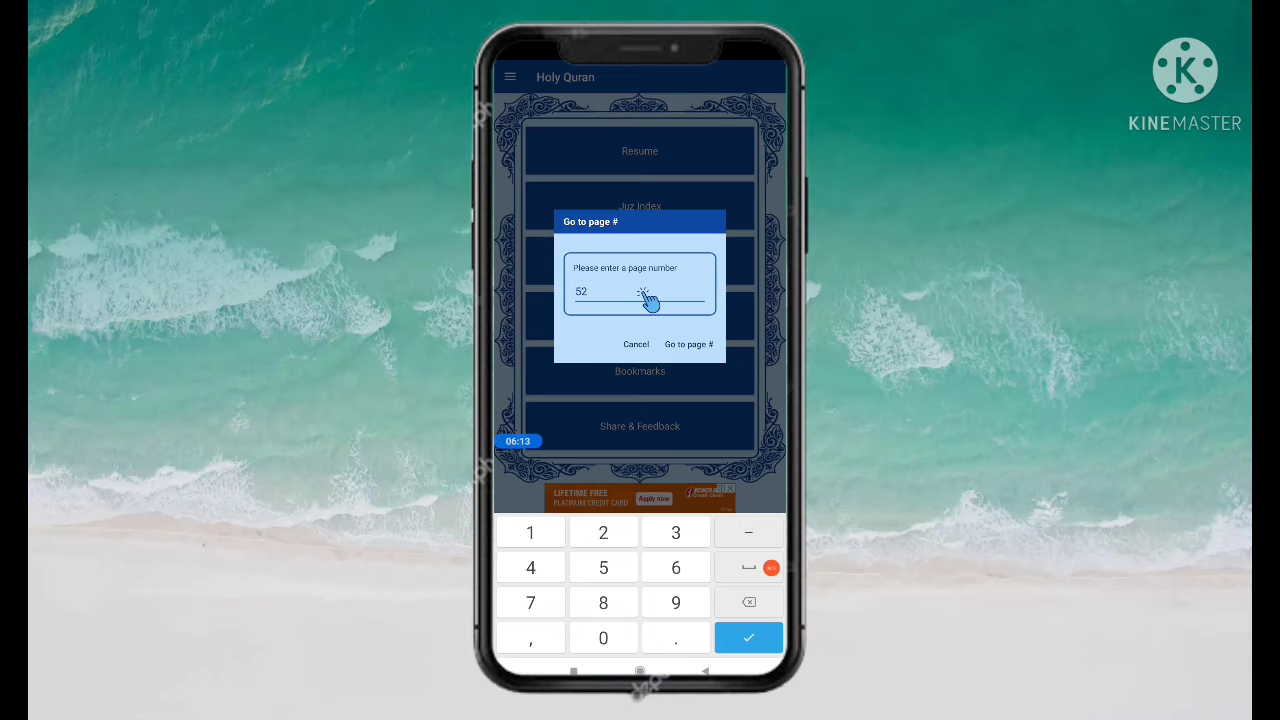 Holy Quran
K
KINEMASTER
Resume
Juz Index
Go to page #
Please enter a page number
52
Cancel
Go to page #
Bookmarks
Share & Feedback
06:13
LIFETIME FREE
PLATINUM CREDIT CARD
Apply now
1
2
3
–
4
5
6
7
8
9
,
0
.